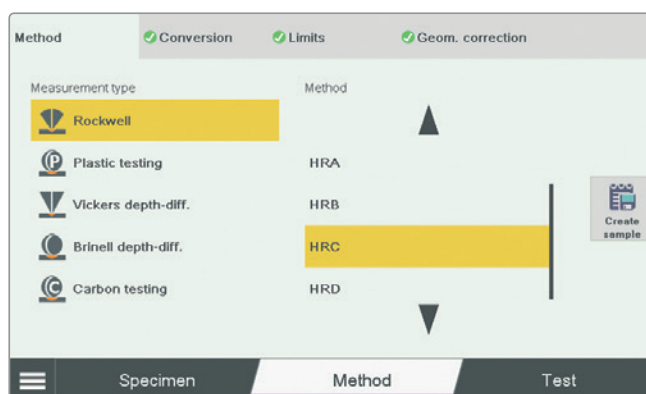 Method Conversion Limits Geom. correction
Measurement type Method
Rockwell
P Plastic testing HRA
Vickers depth-diff. HRB
Create
sample
Brinell depth-diff. HRC
C Carbon testing HRD
Specimen Method Test